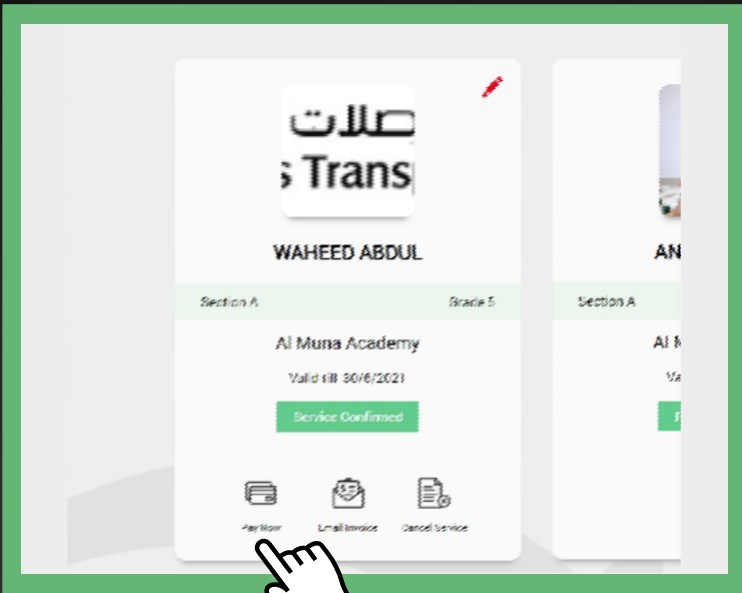 صلات
s Trans
WAHEED ABDUL
AN
Section A
Grade 5
Section A
Al Muna Academy
Al M
Valid till 30/6/2021
Va
Service Confirmed
Pay Now
Email Invoice
Cancel Service